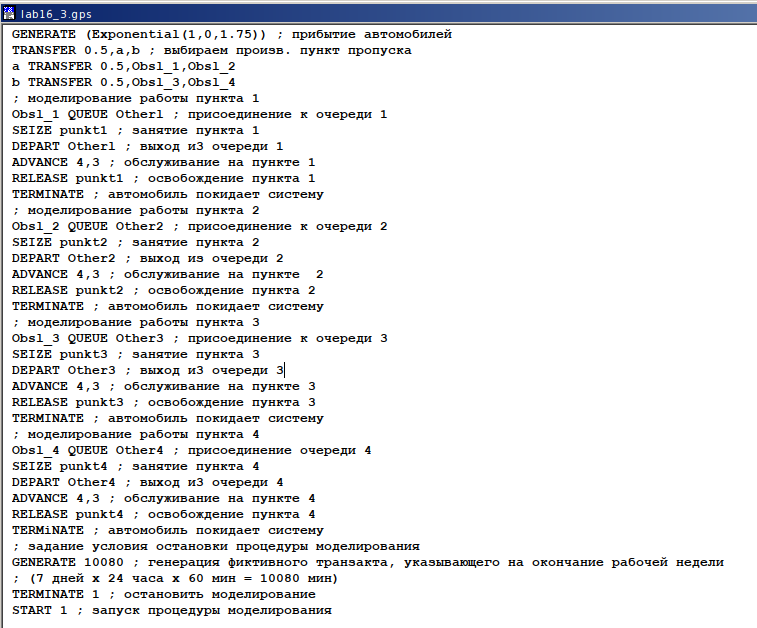 lab16_3.gps
GENERATE (Exponential(1,0,1.75)) ; прибытие автомобилей
TRANSFER 0.5,a,b ; выбираем произв. пункт пропуска
a TRANSFER 0.5,Obsl_1,Obsl_2
b TRANSFER 0.5,Obsl_3,Obsl_4
; моделирование работы пункта 1
Obsl_1 QUEUE Otherl ; присоединение к очереди 1
SEIZE punkt1 ; занятие пункта 1
DEPART Otherl ; выход и3 очереди 1
ADVANCE 4,3 ; обслуживание на пункте 1
RELEASE punkt1 ; освобождение пункта 1
TERMINATE ; автомобиль покидает систему
; моделирование работы пункта 2
Obsl_2 QUEUE Other2 ; присоединение к очереди 2
SEIZE punkt2 ; занятие пункта 2
DEPART Other2 ; выход из очереди 2
ADVANCE 4,3 ; обслуживание на пункте  2
RELEASE punkt2 ; освобождение пункта 2
TERMINATE ; автомобиль покидает систему
; моделирование работы пункта 3
Obsl_3 QUEUE Other3 ; присоединение к очереди 3
SEIZE punkt3 ; занятие пункта 3
DEPART Other3 ; выход и3 очереди 3
ADVANCE 4,3 ; обслуживание на пункте 3
RELEASE punkt3 ; освобождение пункта 3
TERMINATE ; автомобиль покидает систему
; моделирование работы пункта 4
Obsl_4 QUEUE Other4 ; присоединение очереди 4
SEIZE punkt4 ; занятие пункта 4
DEPART Other4 ; выход и3 очереди 4
ADVANCE 4,3 ; обслуживание на пункте 4
RELEASE punkt4 ; освобождение пункта 4
TERMiNATE ; автомобиль покидает систему
; задание условия остановки процедуры моделирования
GENERATE 10080 ; генерация фиктивного транзакта, указывающего на окончание рабочей недели
; (7 дней х 24 часа х 60 мин = 10080 мин)
TERMINATE 1 ; остановить моделирование
START 1 ; запуск процедуры моделирования